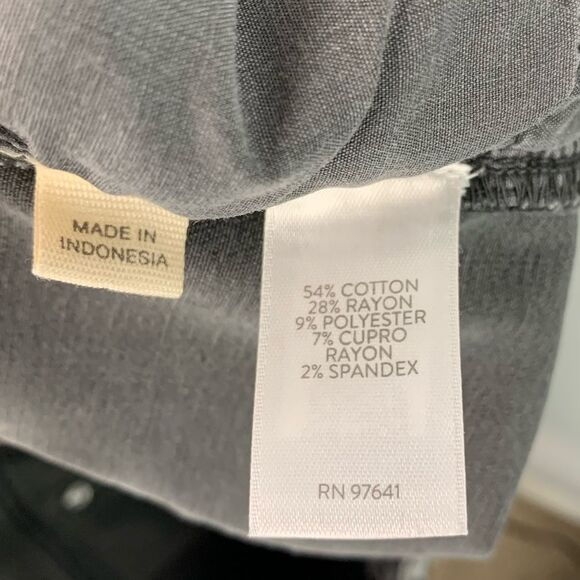 MADE IN
INDONESIA
54% COTTON
28% RAYON
9% POLYESTER
7% CUPRO
RAYON
2% SPANDEX
RN 97641